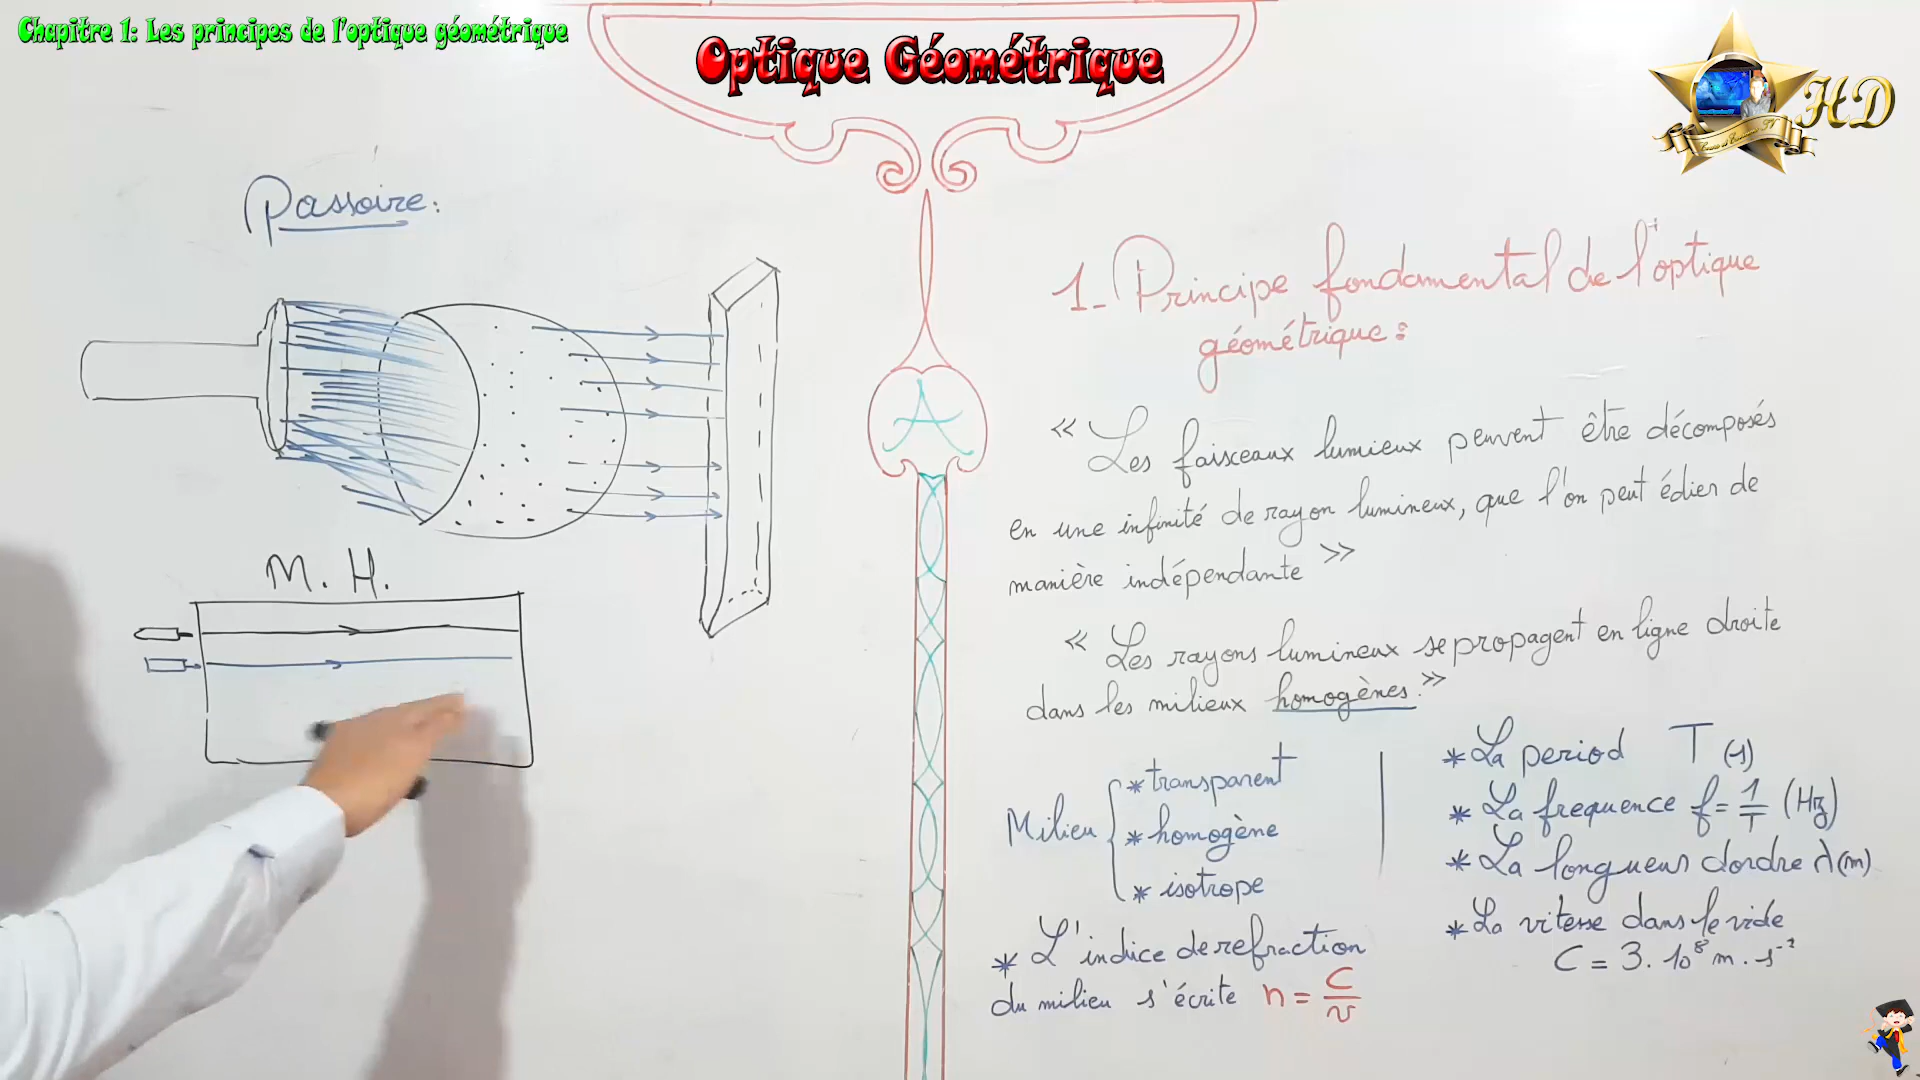 Chapitre 1: Les principes de l'optique géométrique
Optique Géométrique
HD
Passoire:
M. H.
A
1- Principe fondamental de l'optique
géométrique:
« Les faisceaux lumieux peuvent être décomposés
en une infinité de rayon lumineux, que l'on peut édier de
manière indépendante »
« Les rayons lumineux se propagent en ligne droite
dans les milieux homogènes. »
Milieu { * transparent
* homogène
* isotrope
* L'indice de refraction
du milieu s'écrite n = C/v
* La period T (s)
* La frequence f = 1/T (Hz)
* La longueur dordre λ (m)
* La vitesse dans le vide
C = 3. 10⁸ m . s⁻¹